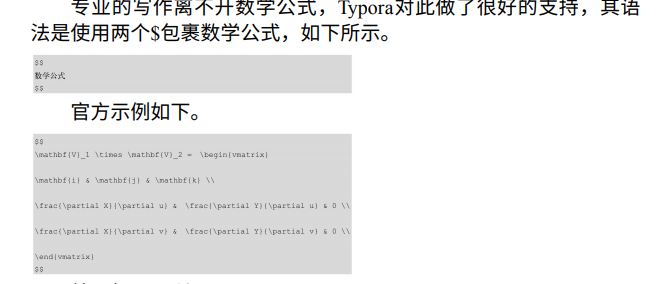 专业的写作离不开数学公式，Typora对此做了很好的支持，其语
法是使用两个$包裹数学公式，如下所示。
$$
数学公式
$$
官方示例如下。
$$
\mathbf{V}_1 \times \mathbf{V}_2 = \begin{vmatrix}
\mathbf{i} & \mathbf{j} & \mathbf{k} \\
\frac{\partial X}{\partial u} & \frac{\partial Y}{\partial u} & 0 \\
\frac{\partial X}{\partial v} & \frac{\partial Y}{\partial v} & 0 \\
\end{vmatrix}
$$